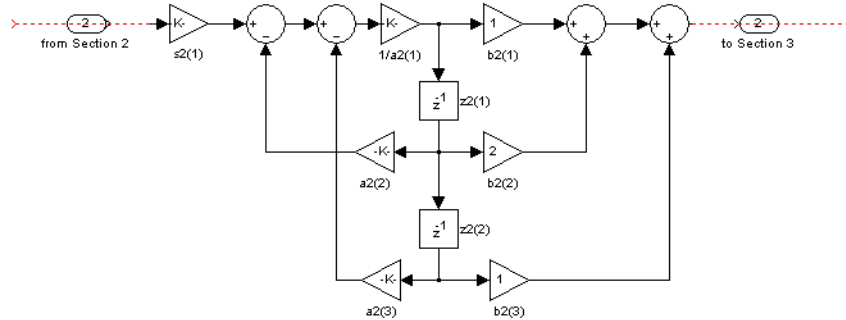 2
K-
+
−
+
−
K-
1
+
+
+
+
2
from Section 2
s2(1)
1/a2(1)
b2(1)
to Section 3
z⁻¹
z2(1)
-K-
2
a2(2)
b2(2)
z⁻¹
z2(2)
-K-
1
a2(3)
b2(3)